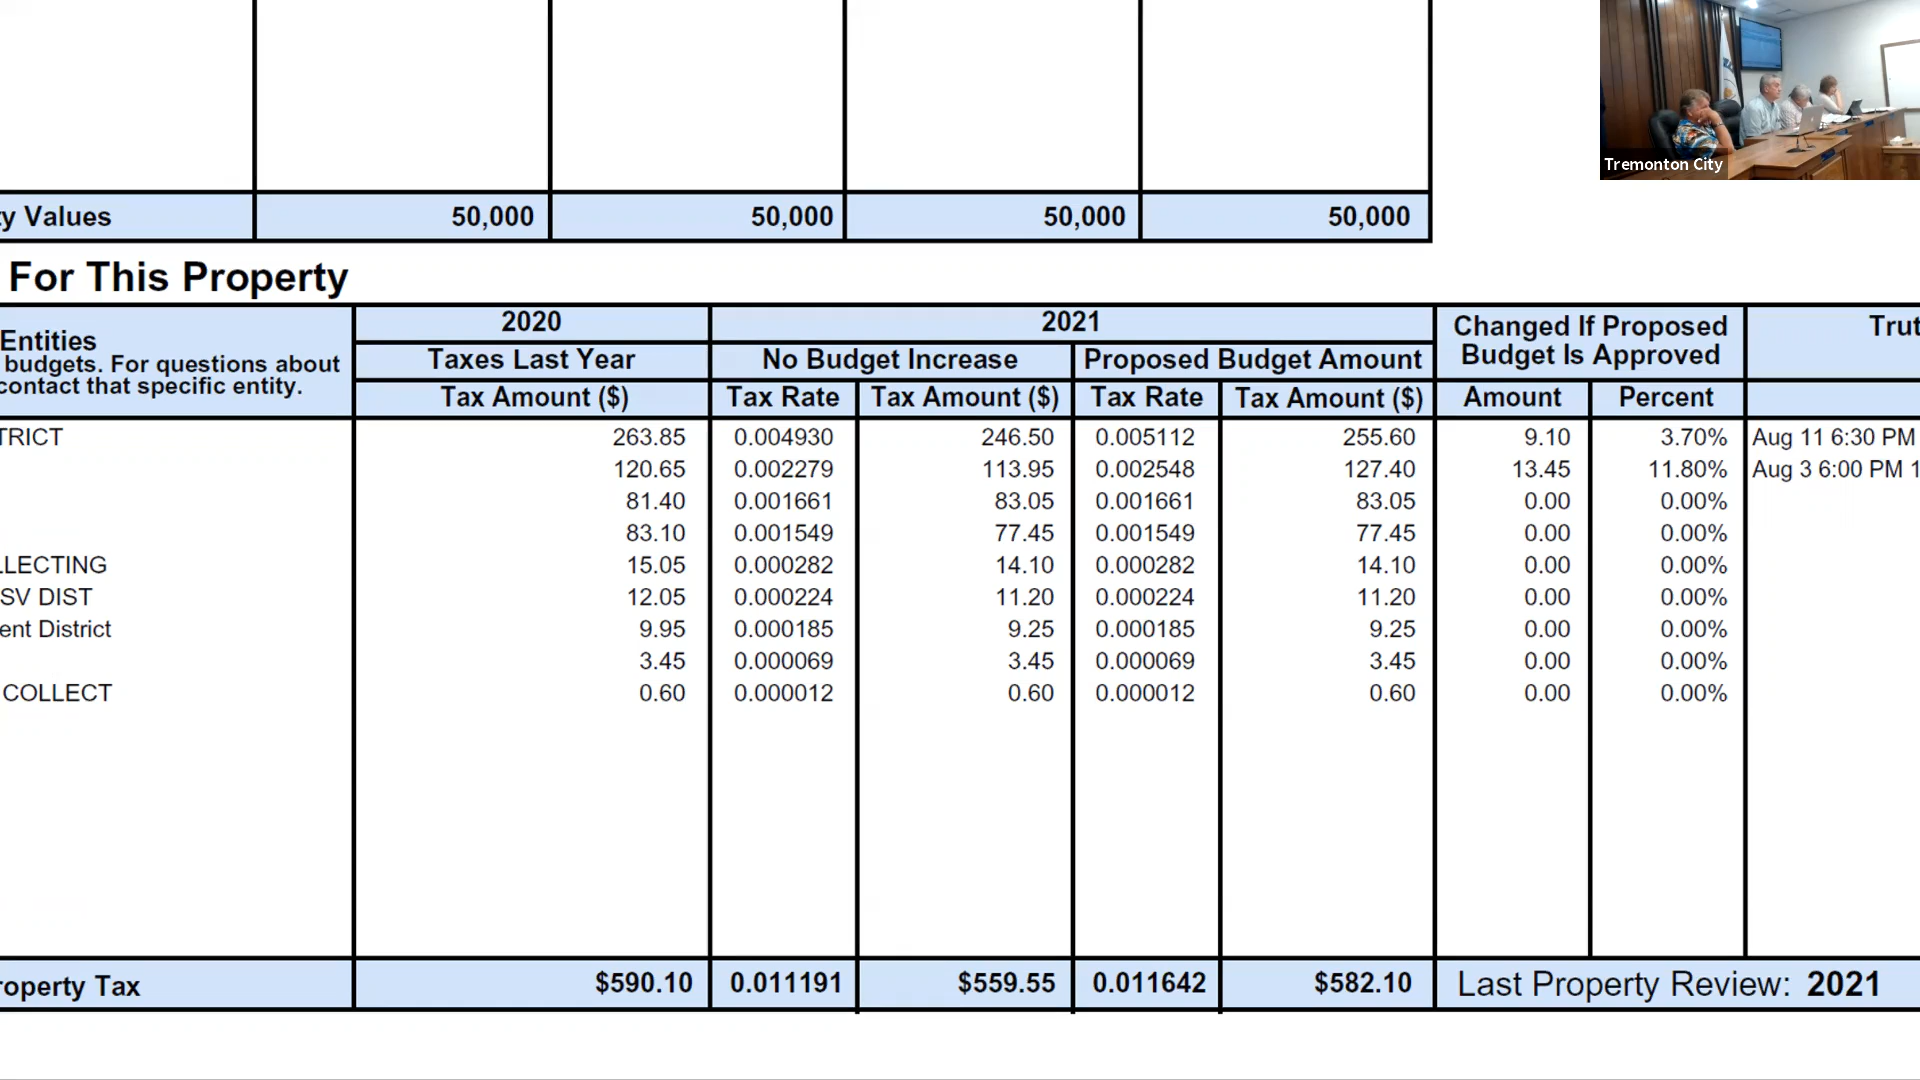 ty Values 50,000 50,000 50,000 50,000
Tremonton City
For This Property
Entities
budgets. For questions about
contact that specific entity.
2020 2021 Changed If Proposed Budget Is Approved Trut
Taxes Last Year No Budget Increase Proposed Budget Amount
Tax Amount ($) Tax Rate Tax Amount ($) Tax Rate Tax Amount ($) Amount Percent
TRICT 263.85 0.004930 246.50 0.005112 255.60 9.10 3.70% Aug 11 6:30 PM
120.65 0.002279 113.95 0.002548 127.40 13.45 11.80% Aug 3 6:00 PM 1
81.40 0.001661 83.05 0.001661 83.05 0.00 0.00%
83.10 0.001549 77.45 0.001549 77.45 0.00 0.00%
LLECTING 15.05 0.000282 14.10 0.000282 14.10 0.00 0.00%
SV DIST 12.05 0.000224 11.20 0.000224 11.20 0.00 0.00%
ent District 9.95 0.000185 9.25 0.000185 9.25 0.00 0.00%
3.45 0.000069 3.45 0.000069 3.45 0.00 0.00%
COLLECT 0.60 0.000012 0.60 0.000012 0.60 0.00 0.00%
roperty Tax $590.10 0.011191 $559.55 0.011642 $582.10 Last Property Review: 2021